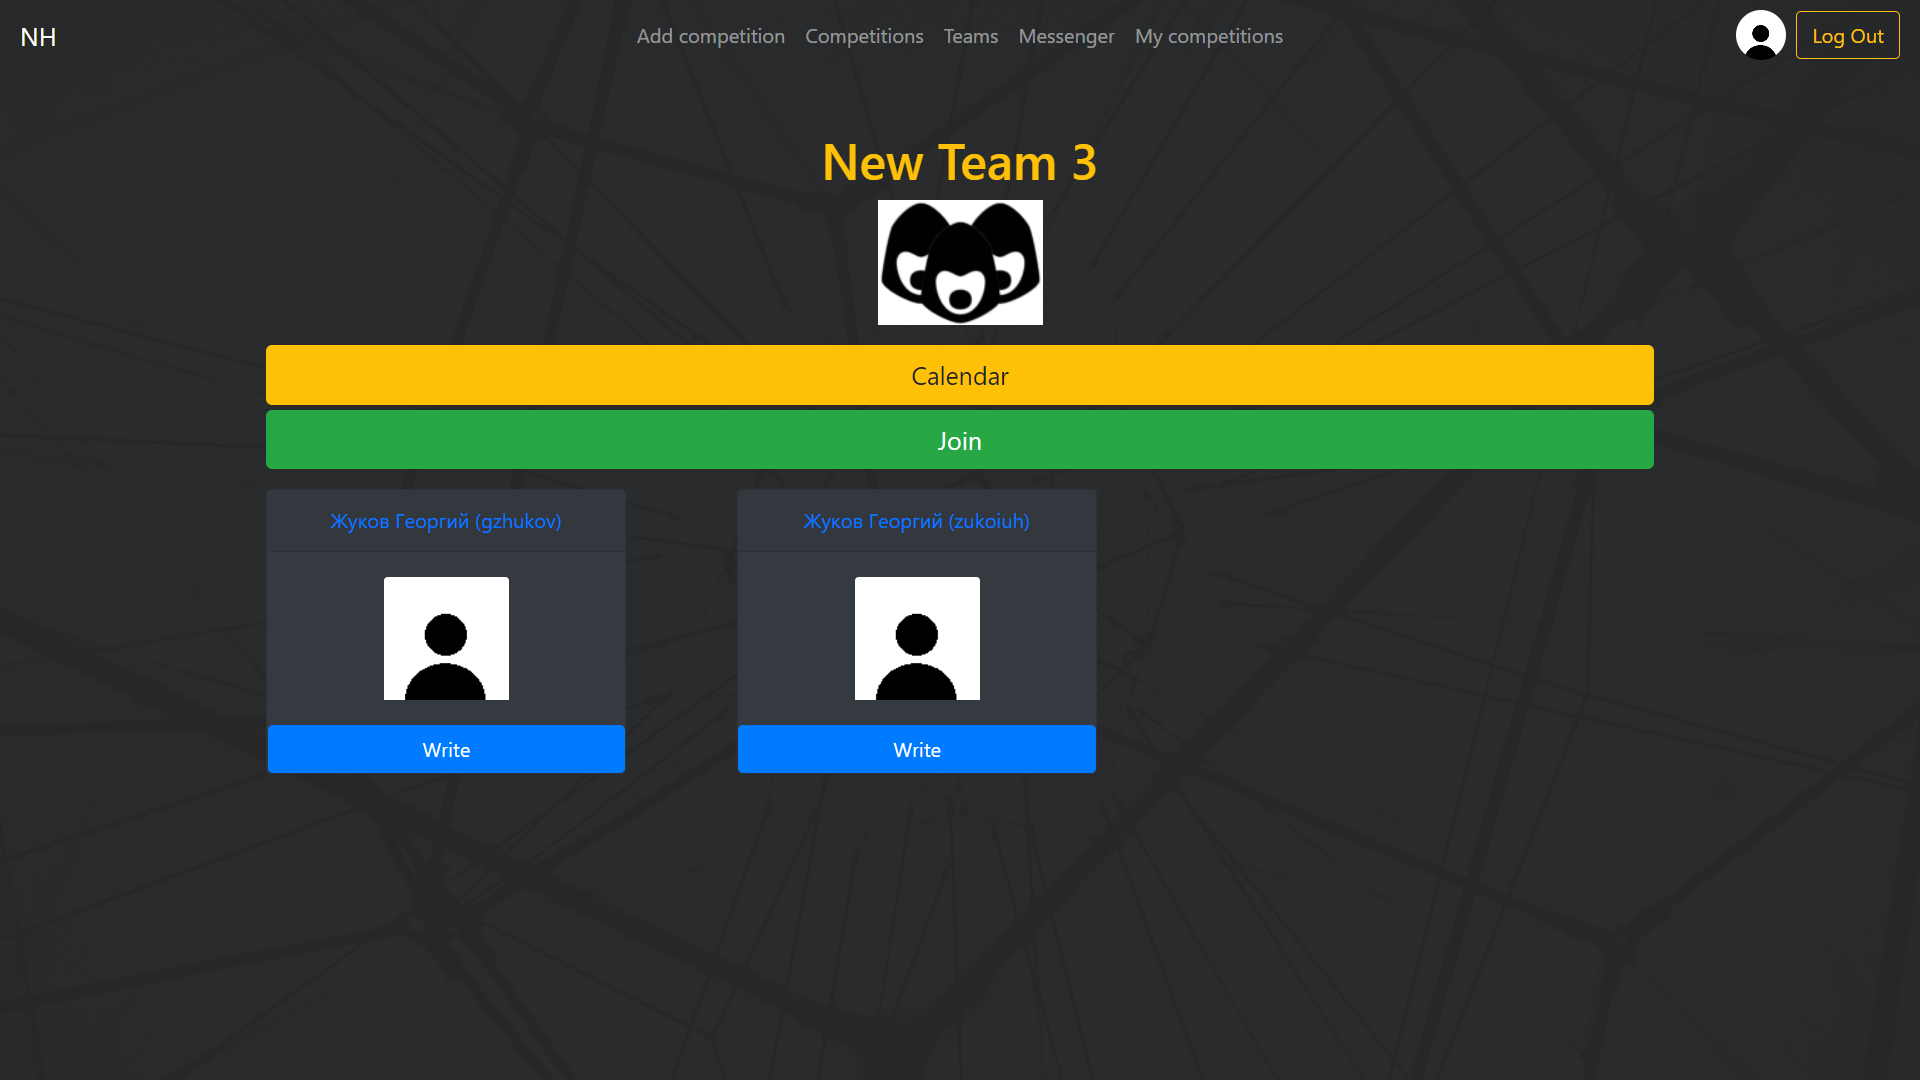 NH
Add competition Competitions Teams Messenger My competitions
Log Out
New Team 3
Calendar
Join
Жуков Георгий (gzhukov)
Жуков Георгий (zukoiuh)
Write
Write